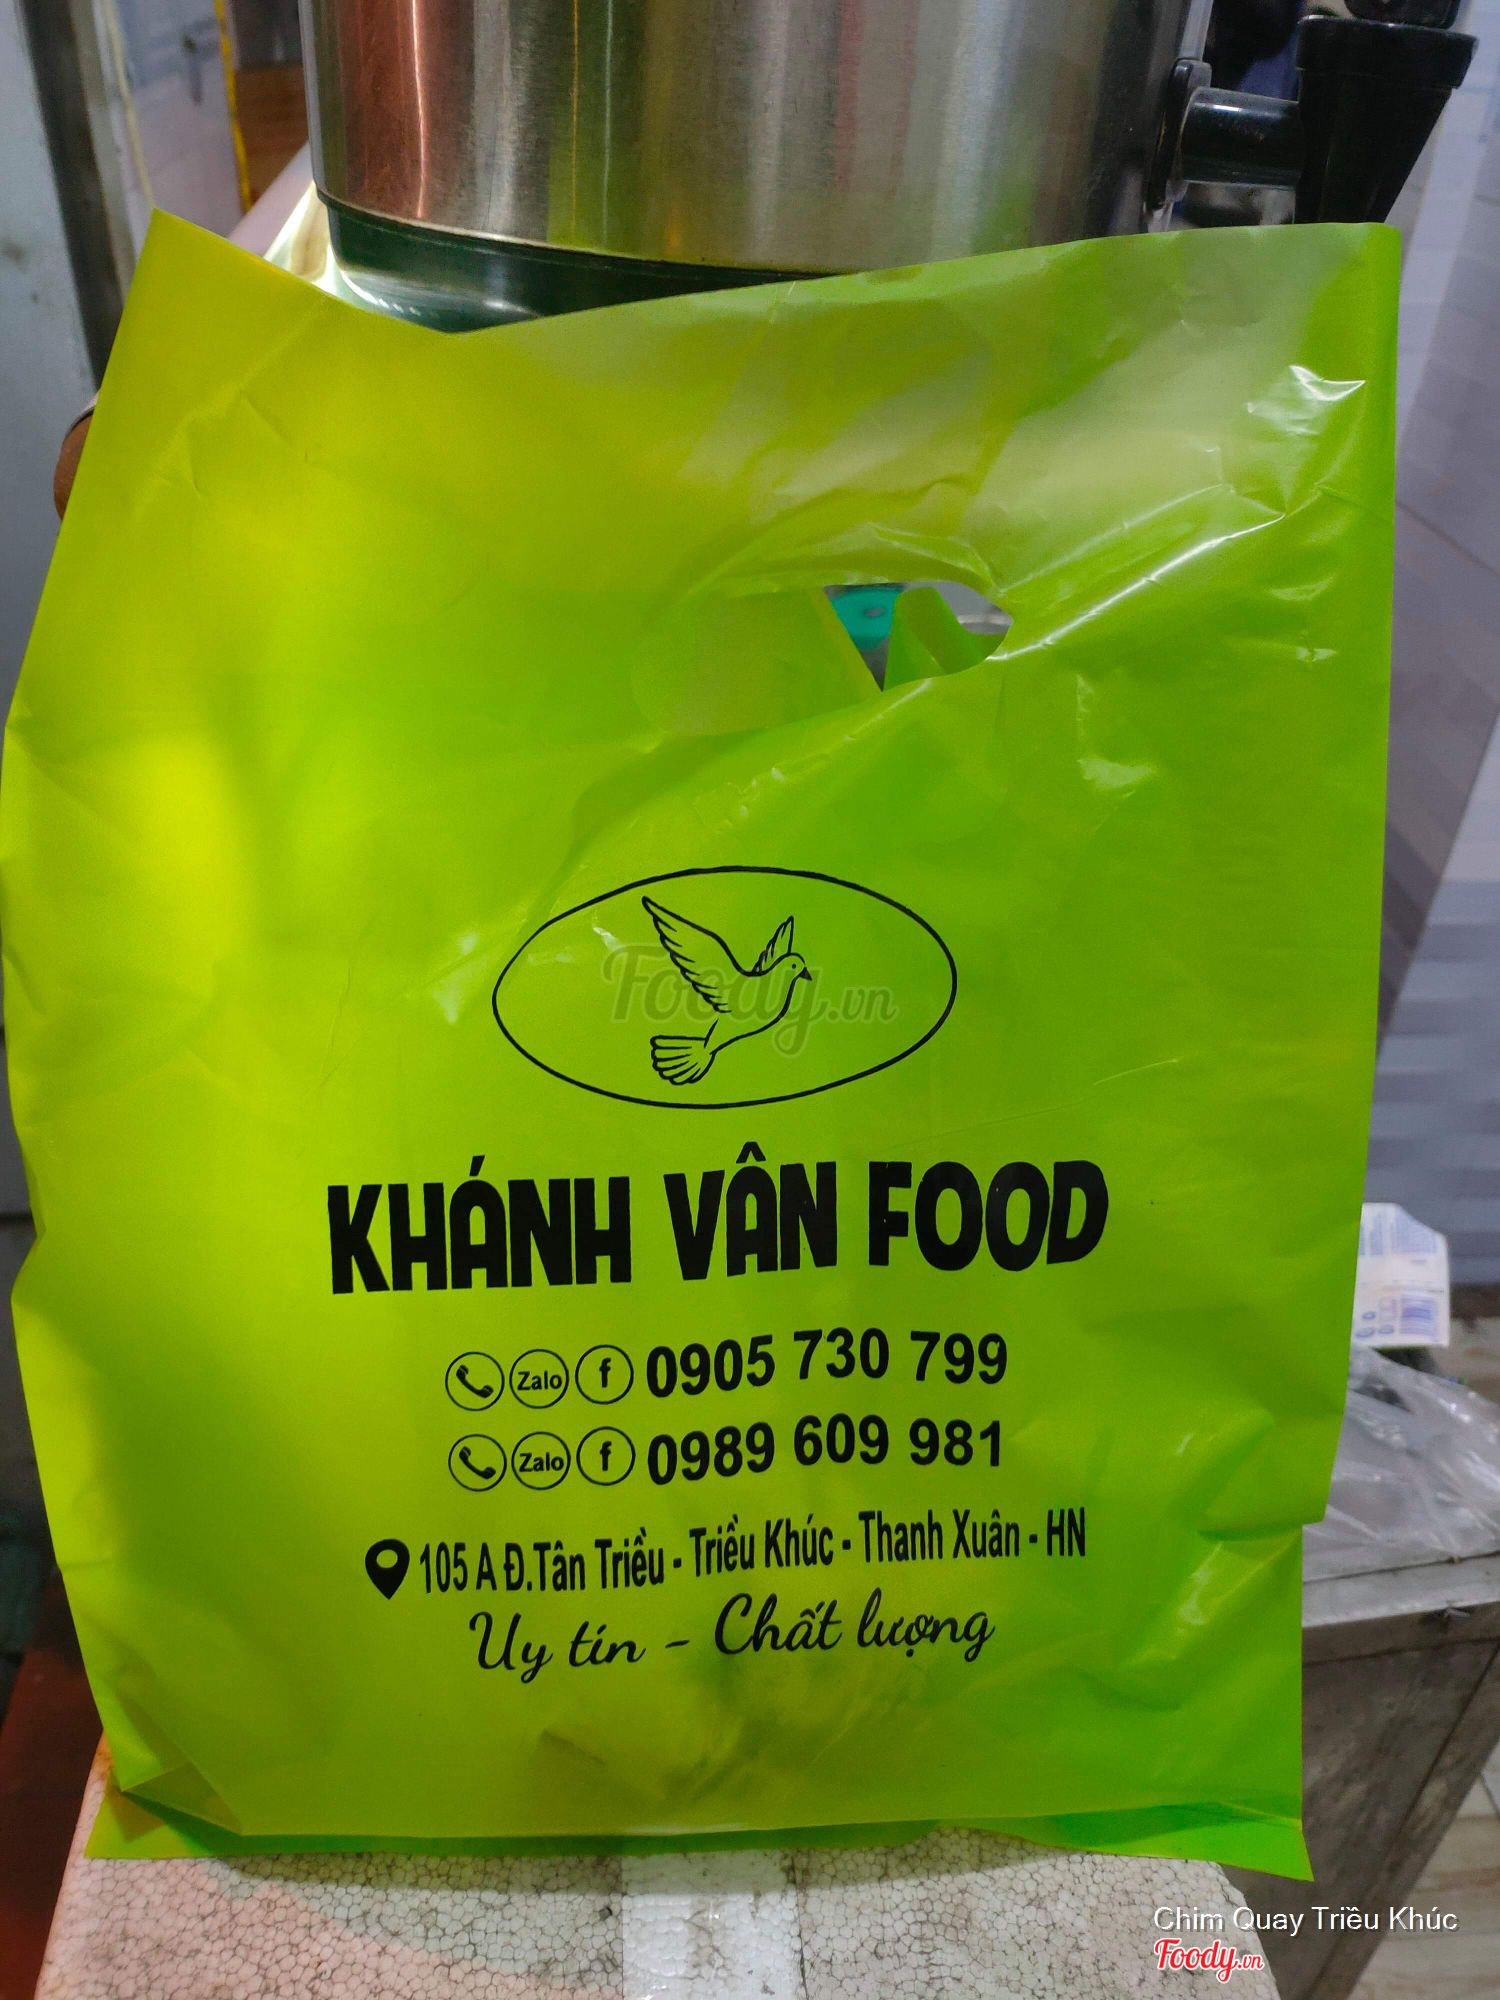 Foody.vn
KHÁNH VÂN FOOD
Zalo f 0905 730 799
Zalo f 0989 609 981
105 A Đ.Tân Triều - Triều Khúc - Thanh Xuân - HN
Uy tín - Chất lượng
Chim Quay Triều Khúc
Foody.vn